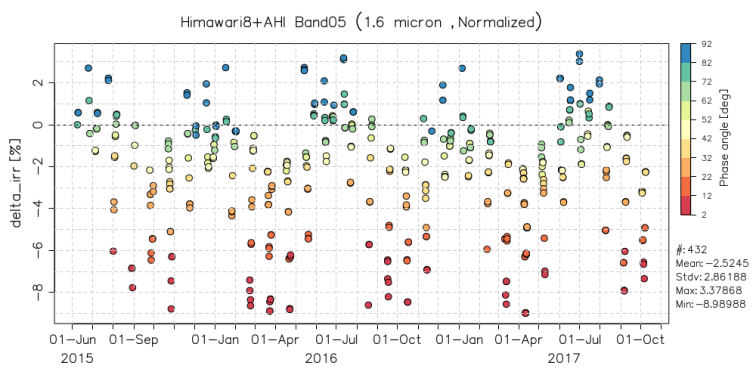 Himawari8+AHI Band05 (1.6 micron ,Normalized)
delta_irr [%]
2
0
−2
−4
−6
−8
01−Jun 01−Sep 01−Jan 01−Apr 01−Jul 01−Oct 01−Jan 01−Apr 01−Jul 01−Oct
2015 2016 2017
92
82
72
62
52
42
32
22
12
2
Phase angle [deg]
#: 432
Mean: −2.5245
Stdv: 2.86188
Max: 3.37868
Min: −8.98988